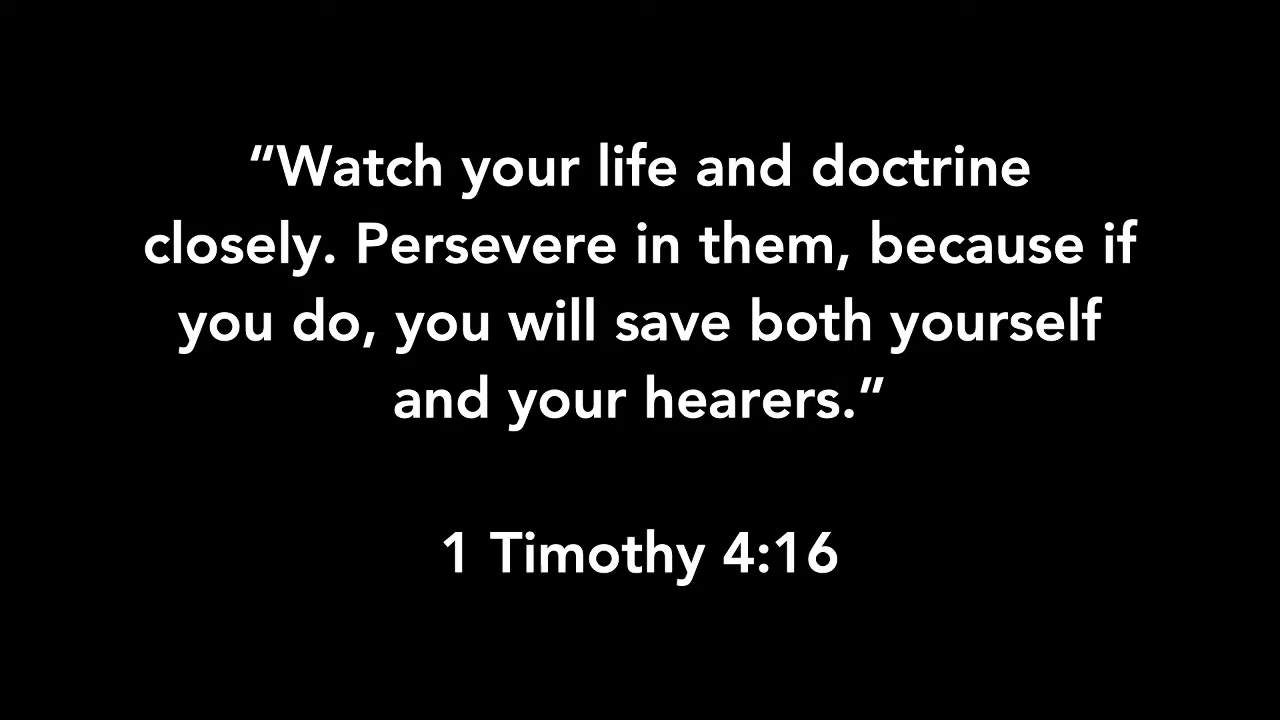 “Watch your life and doctrine
closely. Persevere in them, because if
you do, you will save both yourself
and your hearers.”
1 Timothy 4:16